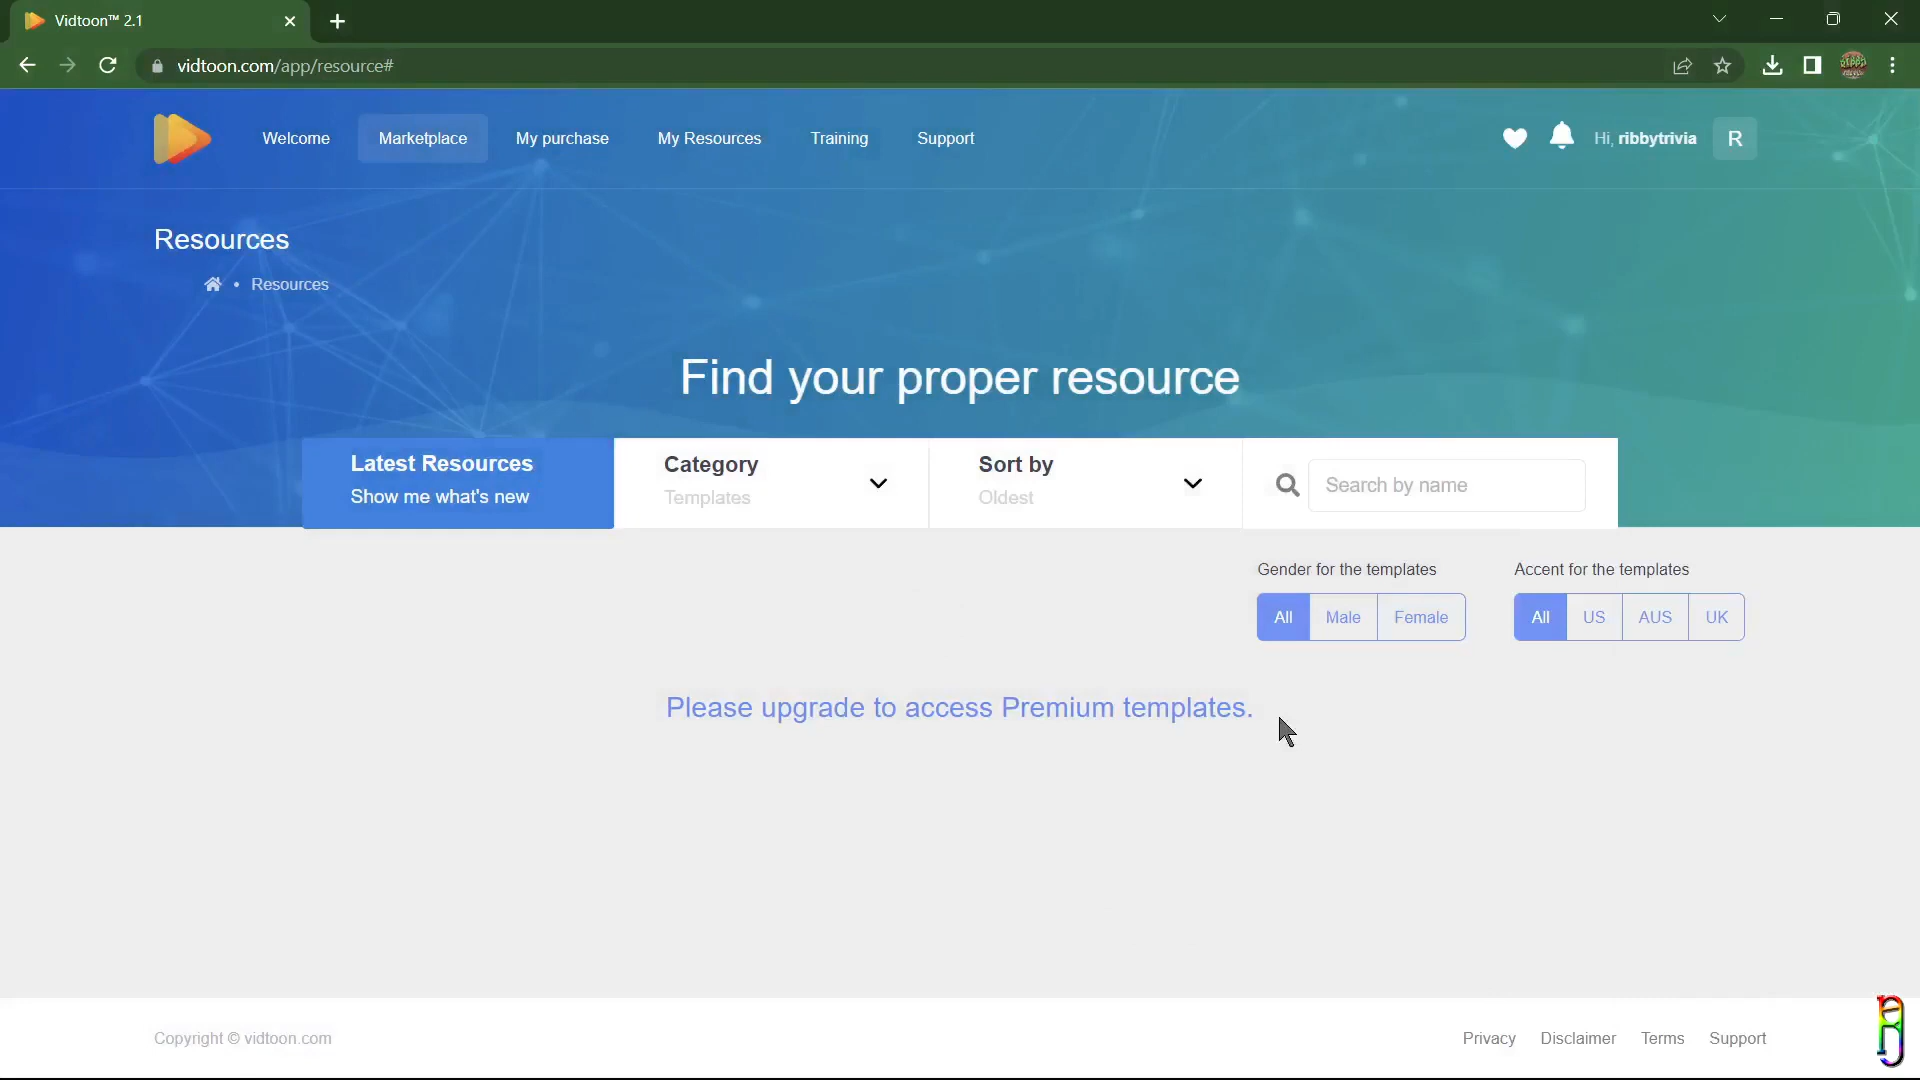 Vidtoon™ 2.1
vidtoon.com/app/resource#
Welcome
Marketplace
My purchase
My Resources
Training
Support
Hi, ribbytrivia
R
Resources
• Resources
Find your proper resource
Latest Resources
Show me what's new
Category
Templates
Sort by
Oldest
Search by name
Gender for the templates
All Male Female
Accent for the templates
All US AUS UK
Please upgrade to access Premium templates.
Copyright © vidtoon.com
Privacy Disclaimer Terms Support